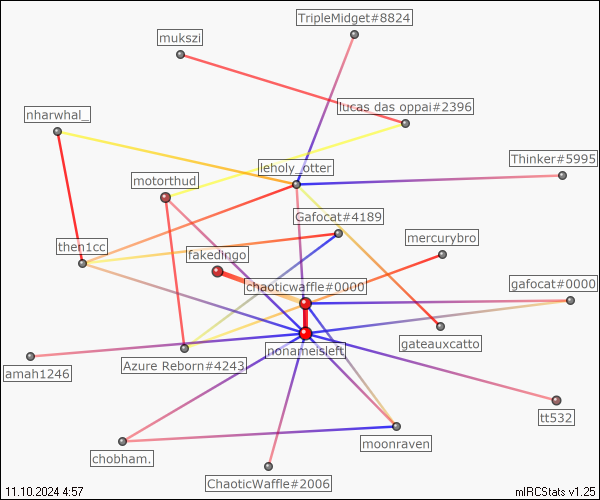 TripleMidget#8824
mukszi
lucas das oppai#2396
nharwhal_
Thinker#5995
leholy_otter
motorthud
Gafocat#4189
mercurybro
then1cc
fakedngo
chaoticwaffle#0000
gafocat#0000
gateauxcatto
nonameisleft
Azure Reborn#4243
amah1246
tt532
moonraven
chobham.
ChaoticWaffle#2006
11.10.2024 4:57
mIRCStats v1.25